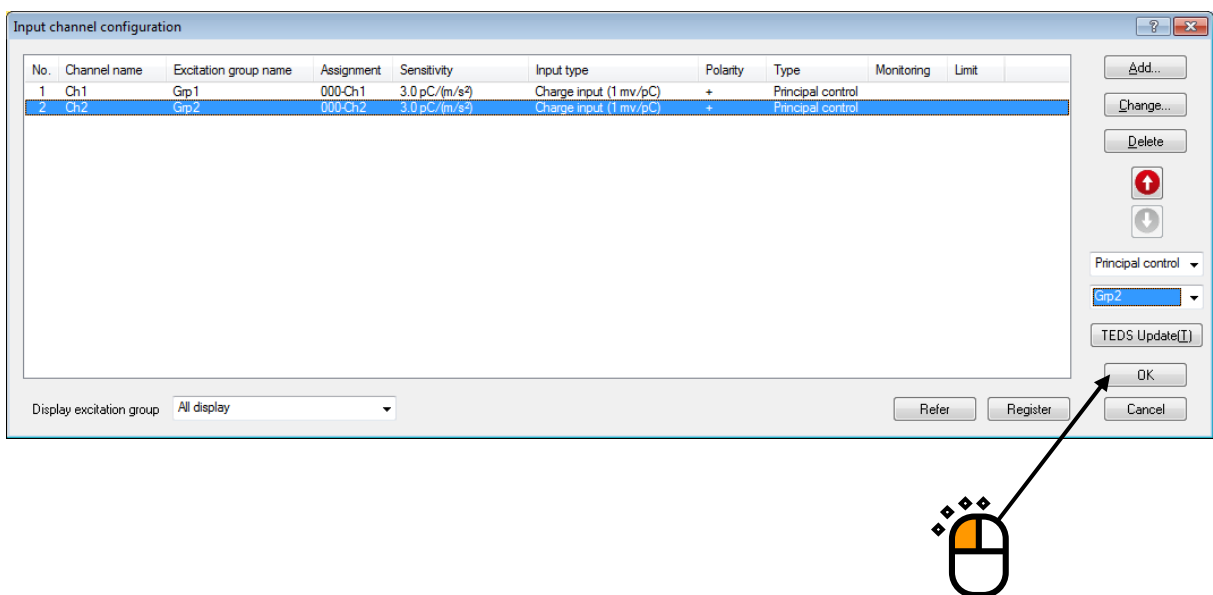 Input channel configuration
No. Channel name Excitation group name Assignment Sensitivity Input type Polarity Type Monitoring Limit
1 Ch1 Grp1 000-Ch1 3.0 pC/(m/s²) Charge input (1 mv/pC) + Principal control
2 Ch2 Grp2 000-Ch2 3.0 pC/(m/s²) Charge input (1 mv/pC) + Principal control
Add...
Change...
Delete
Principal control
Grp2
TEDS Update(T)
OK
Display excitation group All display Refer Register Cancel